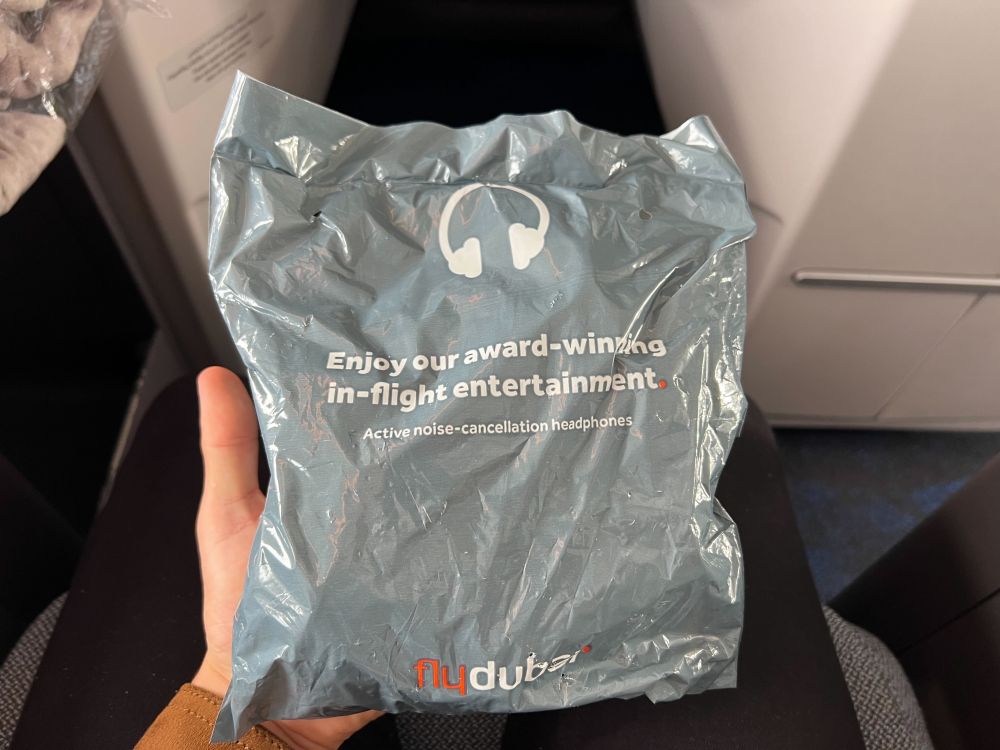 Enjoy our award-winning
in-flight entertainment.
Active noise-cancellation headphones
flydubai